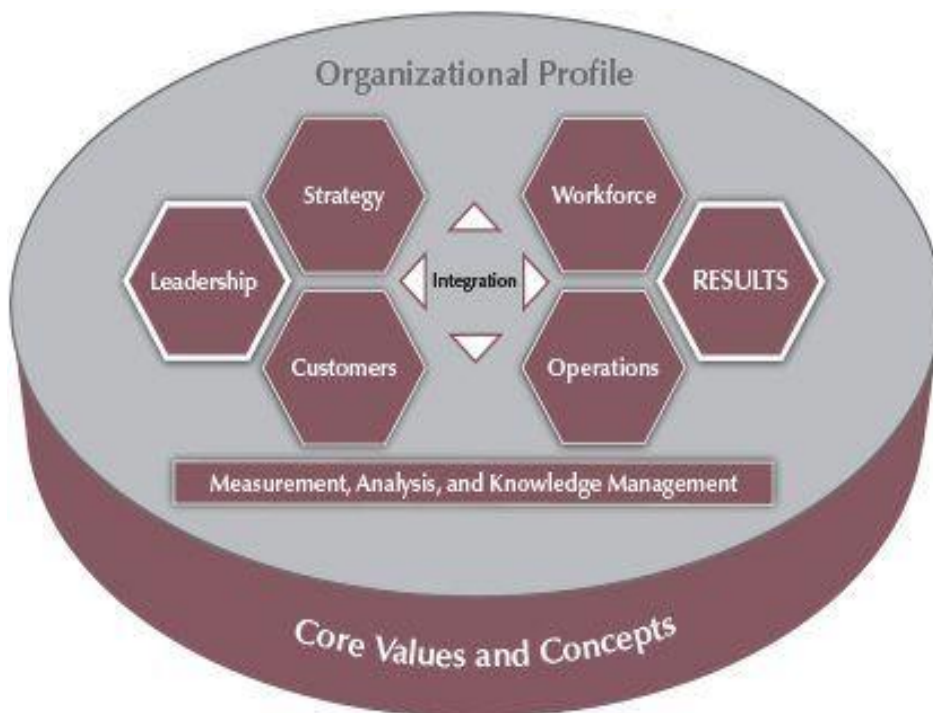 Organizational Profile
Strategy
Workforce
Leadership
Integration
RESULTS
Customers
Operations
Measurement, Analysis, and Knowledge Management
Core Values and Concepts